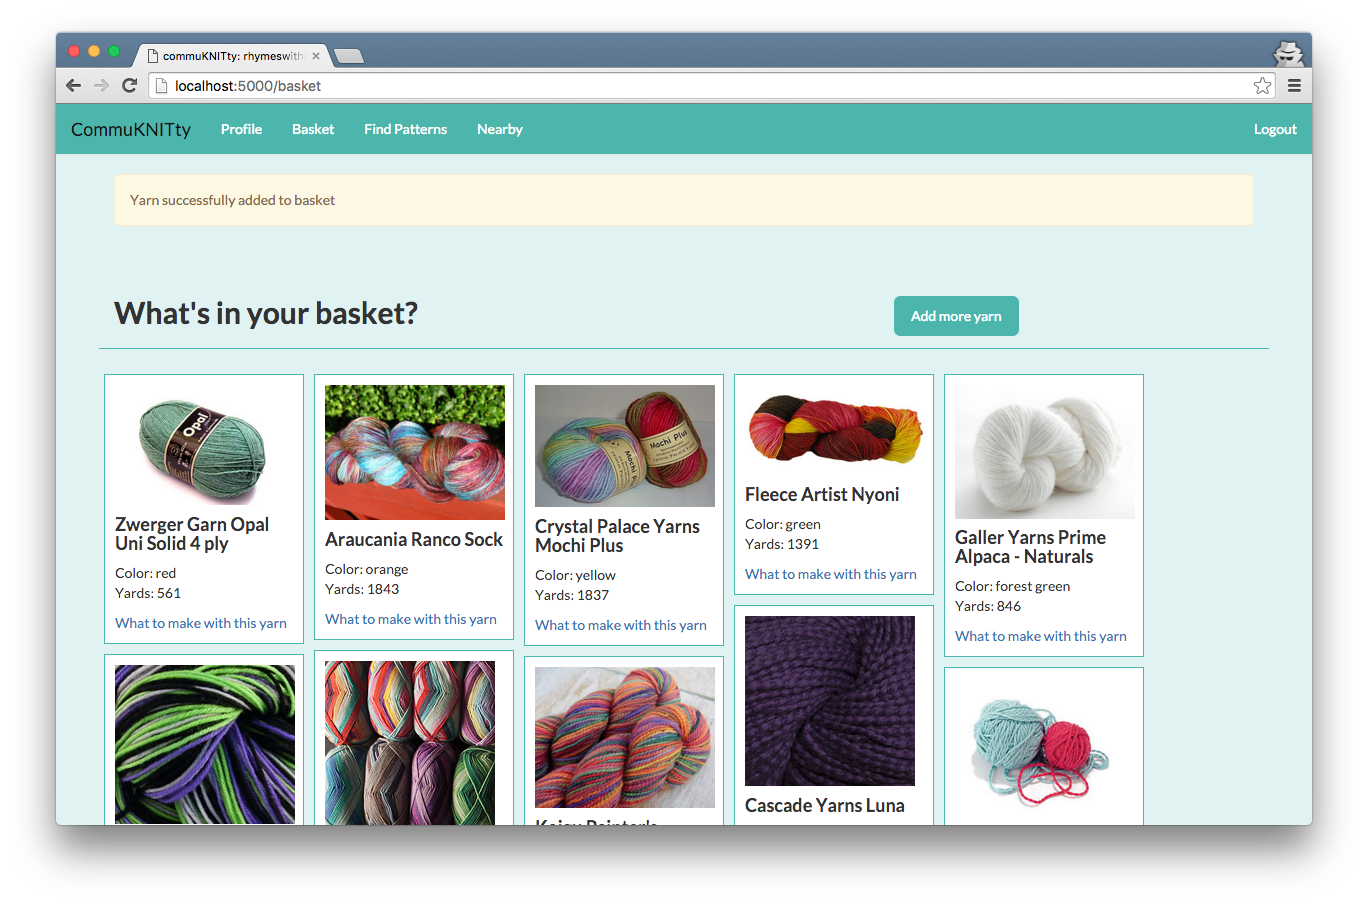 commuKNITty: rhymeswith
localhost:5000/basket
CommuKNITty Profile Basket Find Patterns Nearby Logout
Yarn successfully added to basket
What's in your basket?
Add more yarn
Opal
Zwerger Garn Opal
Uni Solid 4 ply
Color: red
Yards: 561
What to make with this yarn
Araucania Ranco Sock
Color: orange
Yards: 1843
What to make with this yarn
Mochi Plus
Mochi Plus
Crystal Palace Yarns
Mochi Plus
Color: yellow
Yards: 1837
What to make with this yarn
Fleece Artist Nyoni
Color: green
Yards: 1391
What to make with this yarn
Galler Yarns Prime
Alpaca - Naturals
Color: forest green
Yards: 846
What to make with this yarn
Cascade Yarns Luna